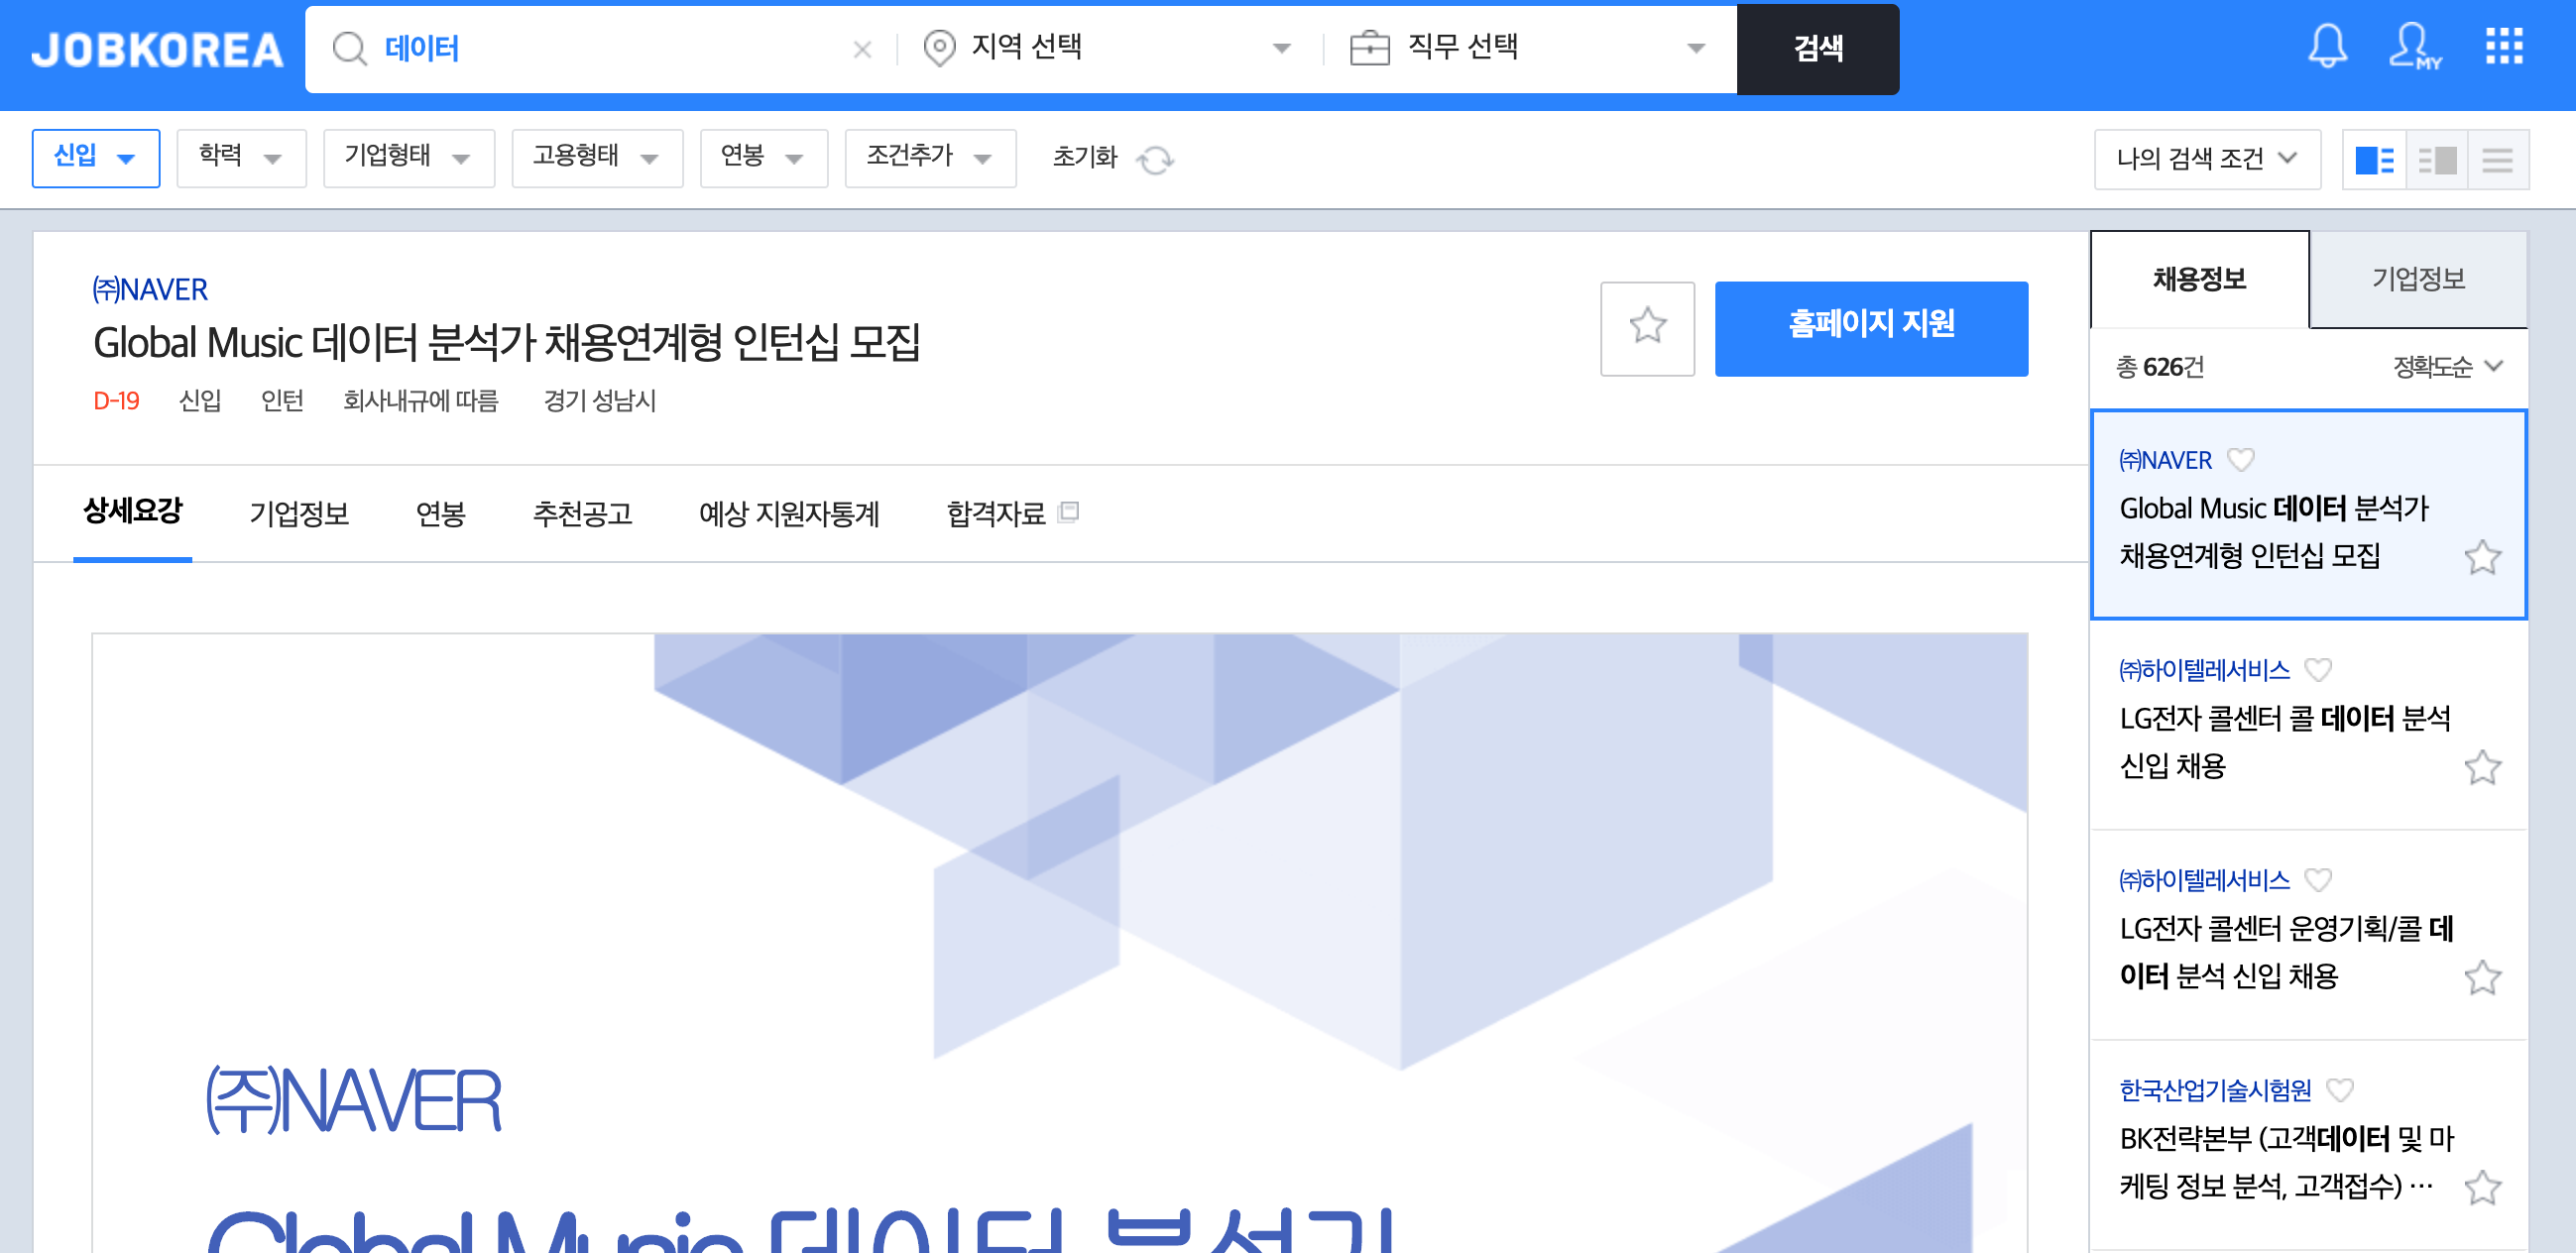 JOBKOREA
데이터
지역 선택
직무 선택
검색
MY
신입
학력
기업형태
고용형태
연봉
조건추가
초기화
나의 검색 조건
㈜NAVER
Global Music 데이터 분석가 채용연계형 인턴십 모집
D-19 신입 인턴 회사내규에 따름 경기 성남시
홈페이지 지원
상세요강
기업정보
연봉
추천공고
예상 지원자통계
합격자료
㈜NAVER
Global Music 데이터 분석가
채용정보
기업정보
총 626건
정확도순
㈜NAVER
Global Music 데이터 분석가
채용연계형 인턴십 모집
㈜하이텔레서비스
LG전자 콜센터 콜 데이터 분석
신입 채용
㈜하이텔레서비스
LG전자 콜센터 운영기획/콜 데
이터 분석 신입 채용
한국산업기술시험원
BK전략본부 (고객데이터 및 마
케팅 정보 분석, 고객접수) ···